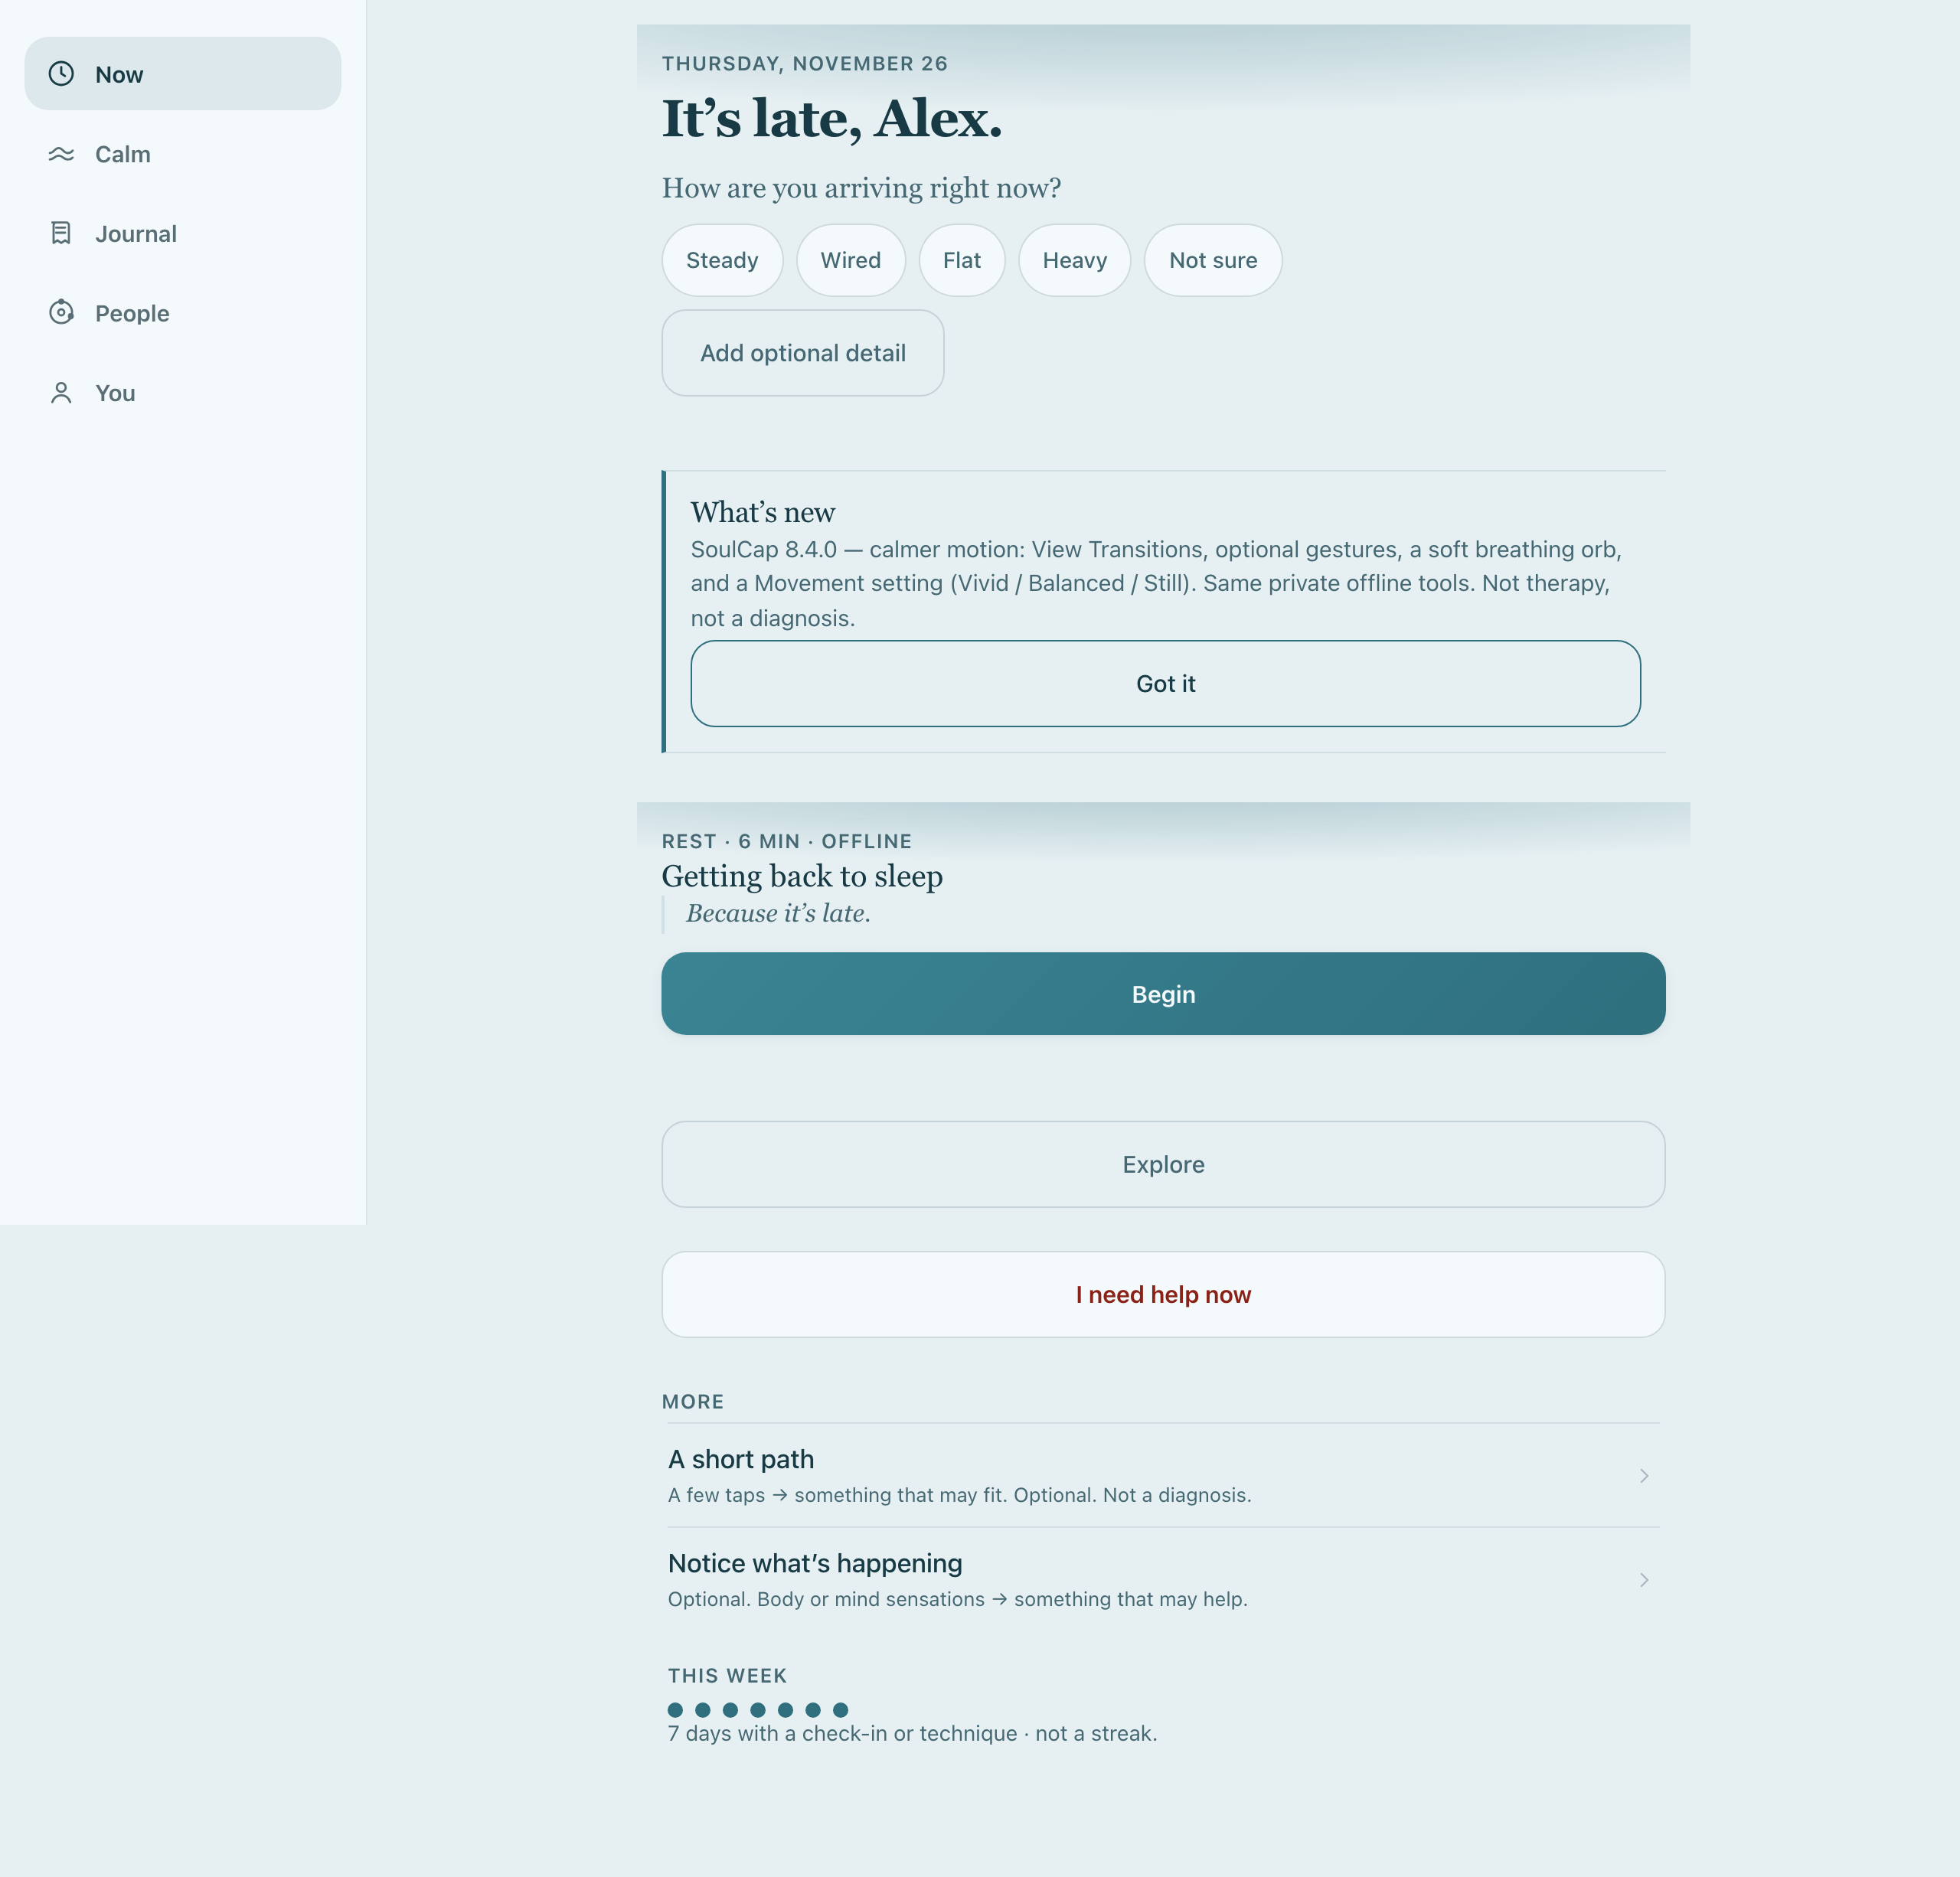 Now
Calm
Journal
People
You
THURSDAY, NOVEMBER 26
It’s late, Alex.
How are you arriving right now?
Steady
Wired
Flat
Heavy
Not sure
Add optional detail
What’s new
SoulCap 8.4.0 — calmer motion: View Transitions, optional gestures, a soft breathing orb,
and a Movement setting (Vivid / Balanced / Still). Same private offline tools. Not therapy,
not a diagnosis.
Got it
REST · 6 MIN · OFFLINE
Getting back to sleep
Because it’s late.
Begin
Explore
I need help now
MORE
A short path
A few taps → something that may fit. Optional. Not a diagnosis.
Notice what’s happening
Optional. Body or mind sensations → something that may help.
THIS WEEK
7 days with a check-in or technique · not a streak.